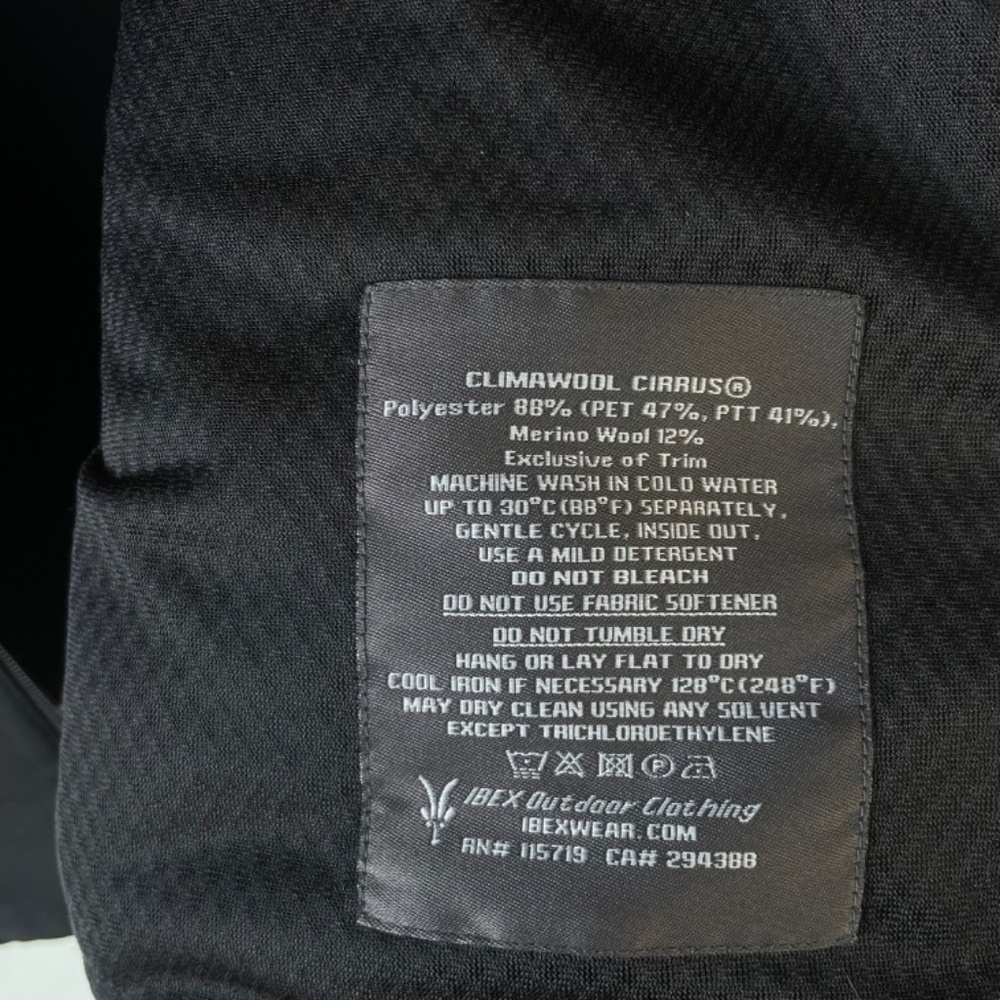 CLIMAWOOL CIRRUS®
Polyester 88% (PET 47%, PTT 41%),
Merino Wool 12%
Exclusive of Trim
MACHINE WASH IN COLD WATER
UP TO 30°C(88°F) SEPARATELY,
GENTLE CYCLE, INSIDE OUT,
USE A MILD DETERGENT
DO NOT BLEACH
DO NOT USE FABRIC SOFTENER
DO NOT TUMBLE DRY
HANG OR LAY FLAT TO DRY
COOL IRON IF NECESSARY 120°C(248°F)
MAY DRY CLEAN USING ANY SOLVENT
EXCEPT TRICHLOROETHYLENE
P
IBEX Outdoor Clothing
IBEXWEAR.COM
RN# 115719 CA# 294388